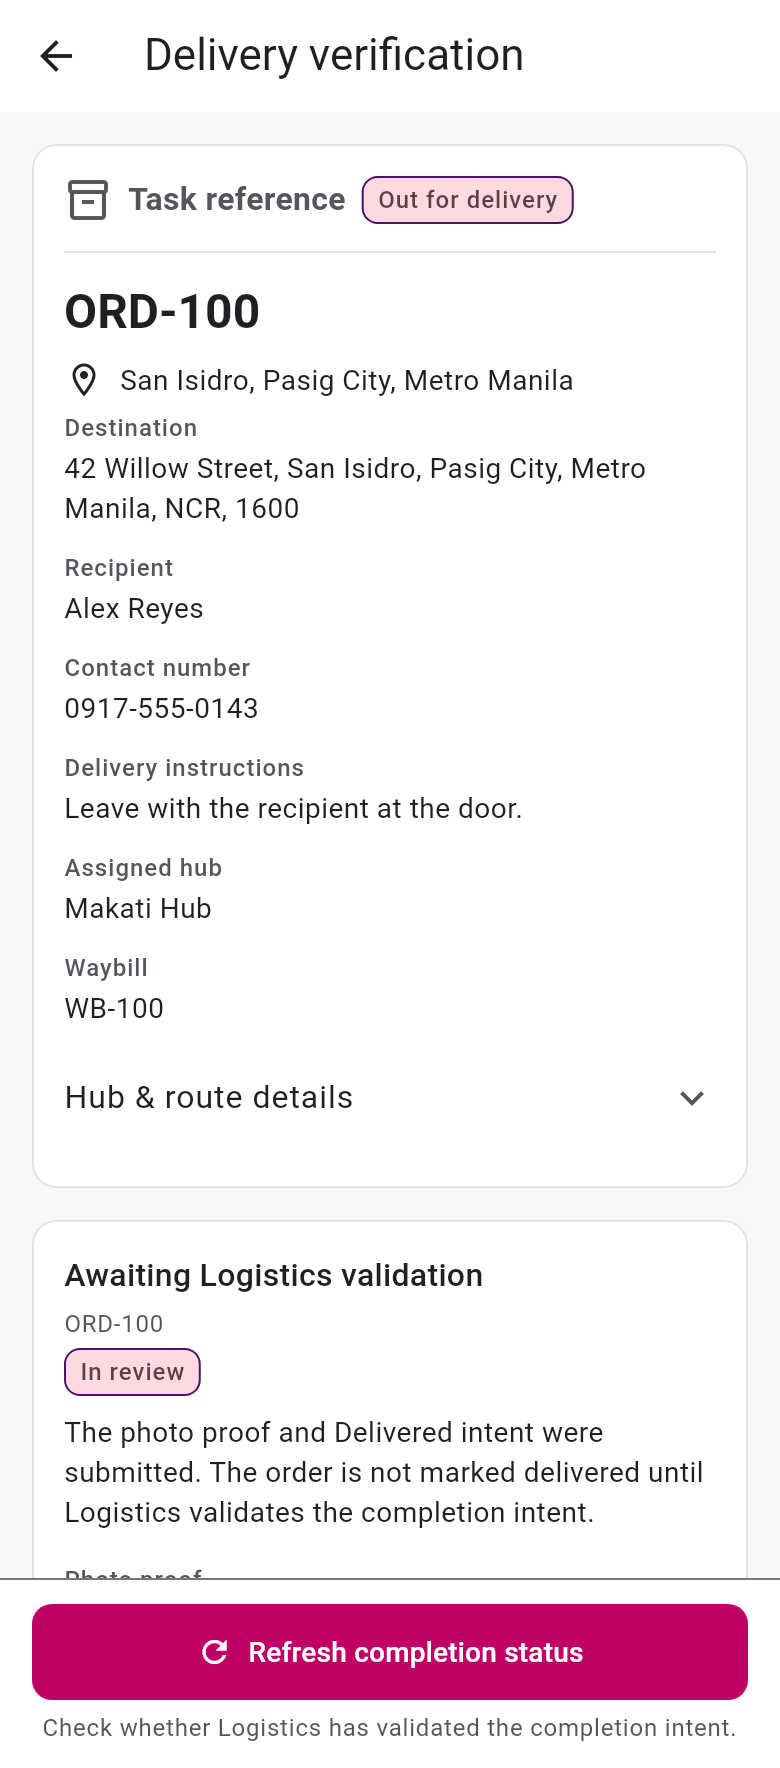 Delivery verification
Task reference
Out for delivery
ORD-100
San Isidro, Pasig City, Metro Manila
Destination
42 Willow Street, San Isidro, Pasig City, Metro
Manila, NCR, 1600
Recipient
Alex Reyes
Contact number
0917-555-0143
Delivery instructions
Leave with the recipient at the door.
Assigned hub
Makati Hub
Waybill
WB-100
Hub & route details
Awaiting Logistics validation
ORD-100
In review
The photo proof and Delivered intent were
submitted. The order is not marked delivered until
Logistics validates the completion intent.
Photo proof
Refresh completion status
Check whether Logistics has validated the completion intent.